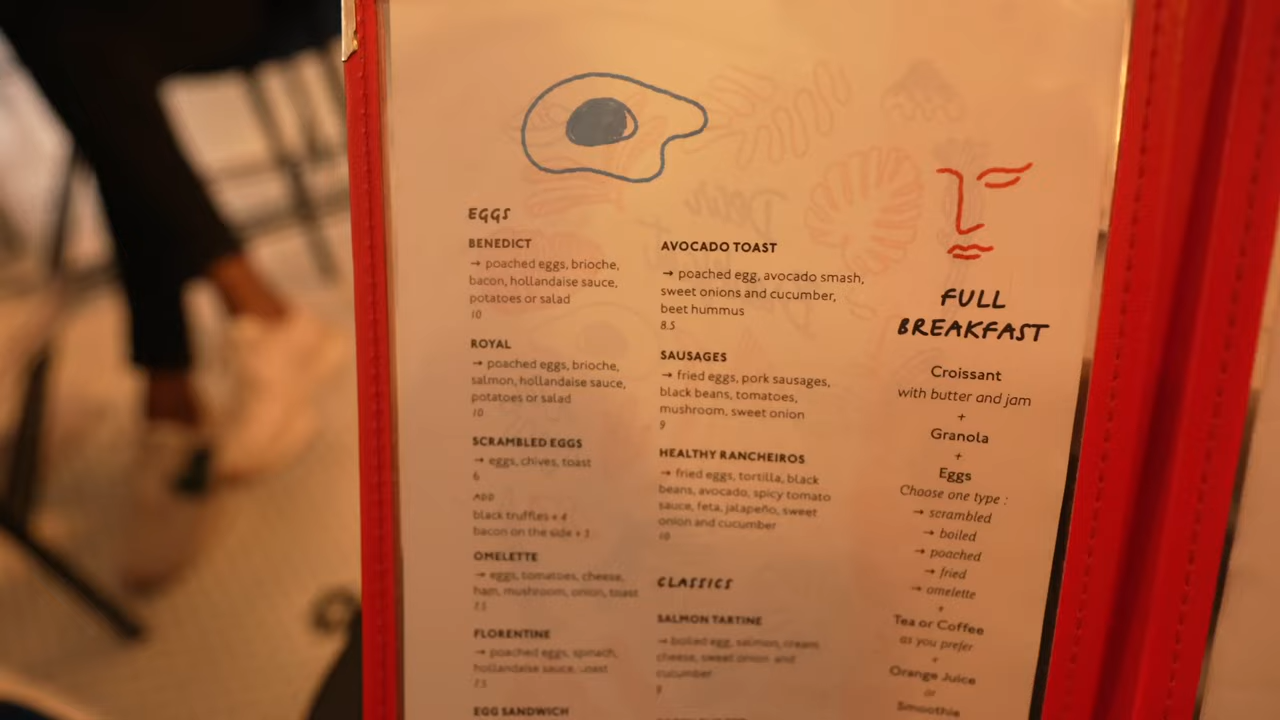 EGGS
BENEDICT
→ poached eggs, brioche,
bacon, hollandaise sauce,
potatoes or salad
10
ROYAL
→ poached eggs, brioche,
salmon, hollandaise sauce,
potatoes or salad
10
SCRAMBLED EGGS
→ eggs, chives, toast
6
ADD
black truffles + 4
bacon on the side + 3
OMELETTE
→ eggs, tomatoes, cheese,
ham, mushroom, onion, toast
7.5
FLORENTINE
→ poached eggs, spinach,
hollandaise sauce, toast
7.5
EGG SANDWICH
AVOCADO TOAST
→ poached egg, avocado smash,
sweet onions and cucumber,
beet hummus
8.5
SAUSAGES
→ fried eggs, pork sausages,
black beans, tomatoes,
mushroom, sweet onion
9
HEALTHY RANCHEIROS
→ fried eggs, tortilla, black
beans, avocado, spicy tomato
sauce, feta, jalapeño, sweet
onion and cucumber
10
CLASSICS
SALMON TARTINE
→ boiled egg, salmon, cream
cheese, sweet onion and
cucumber
9
FULL
BREAKFAST
Croissant
with butter and jam
+
Granola
+
Eggs
Choose one type :
→ scrambled
→ boiled
→ poached
→ fried
→ omelette
+
Tea or Coffee
as you prefer
+
Orange Juice
or
Smoothie